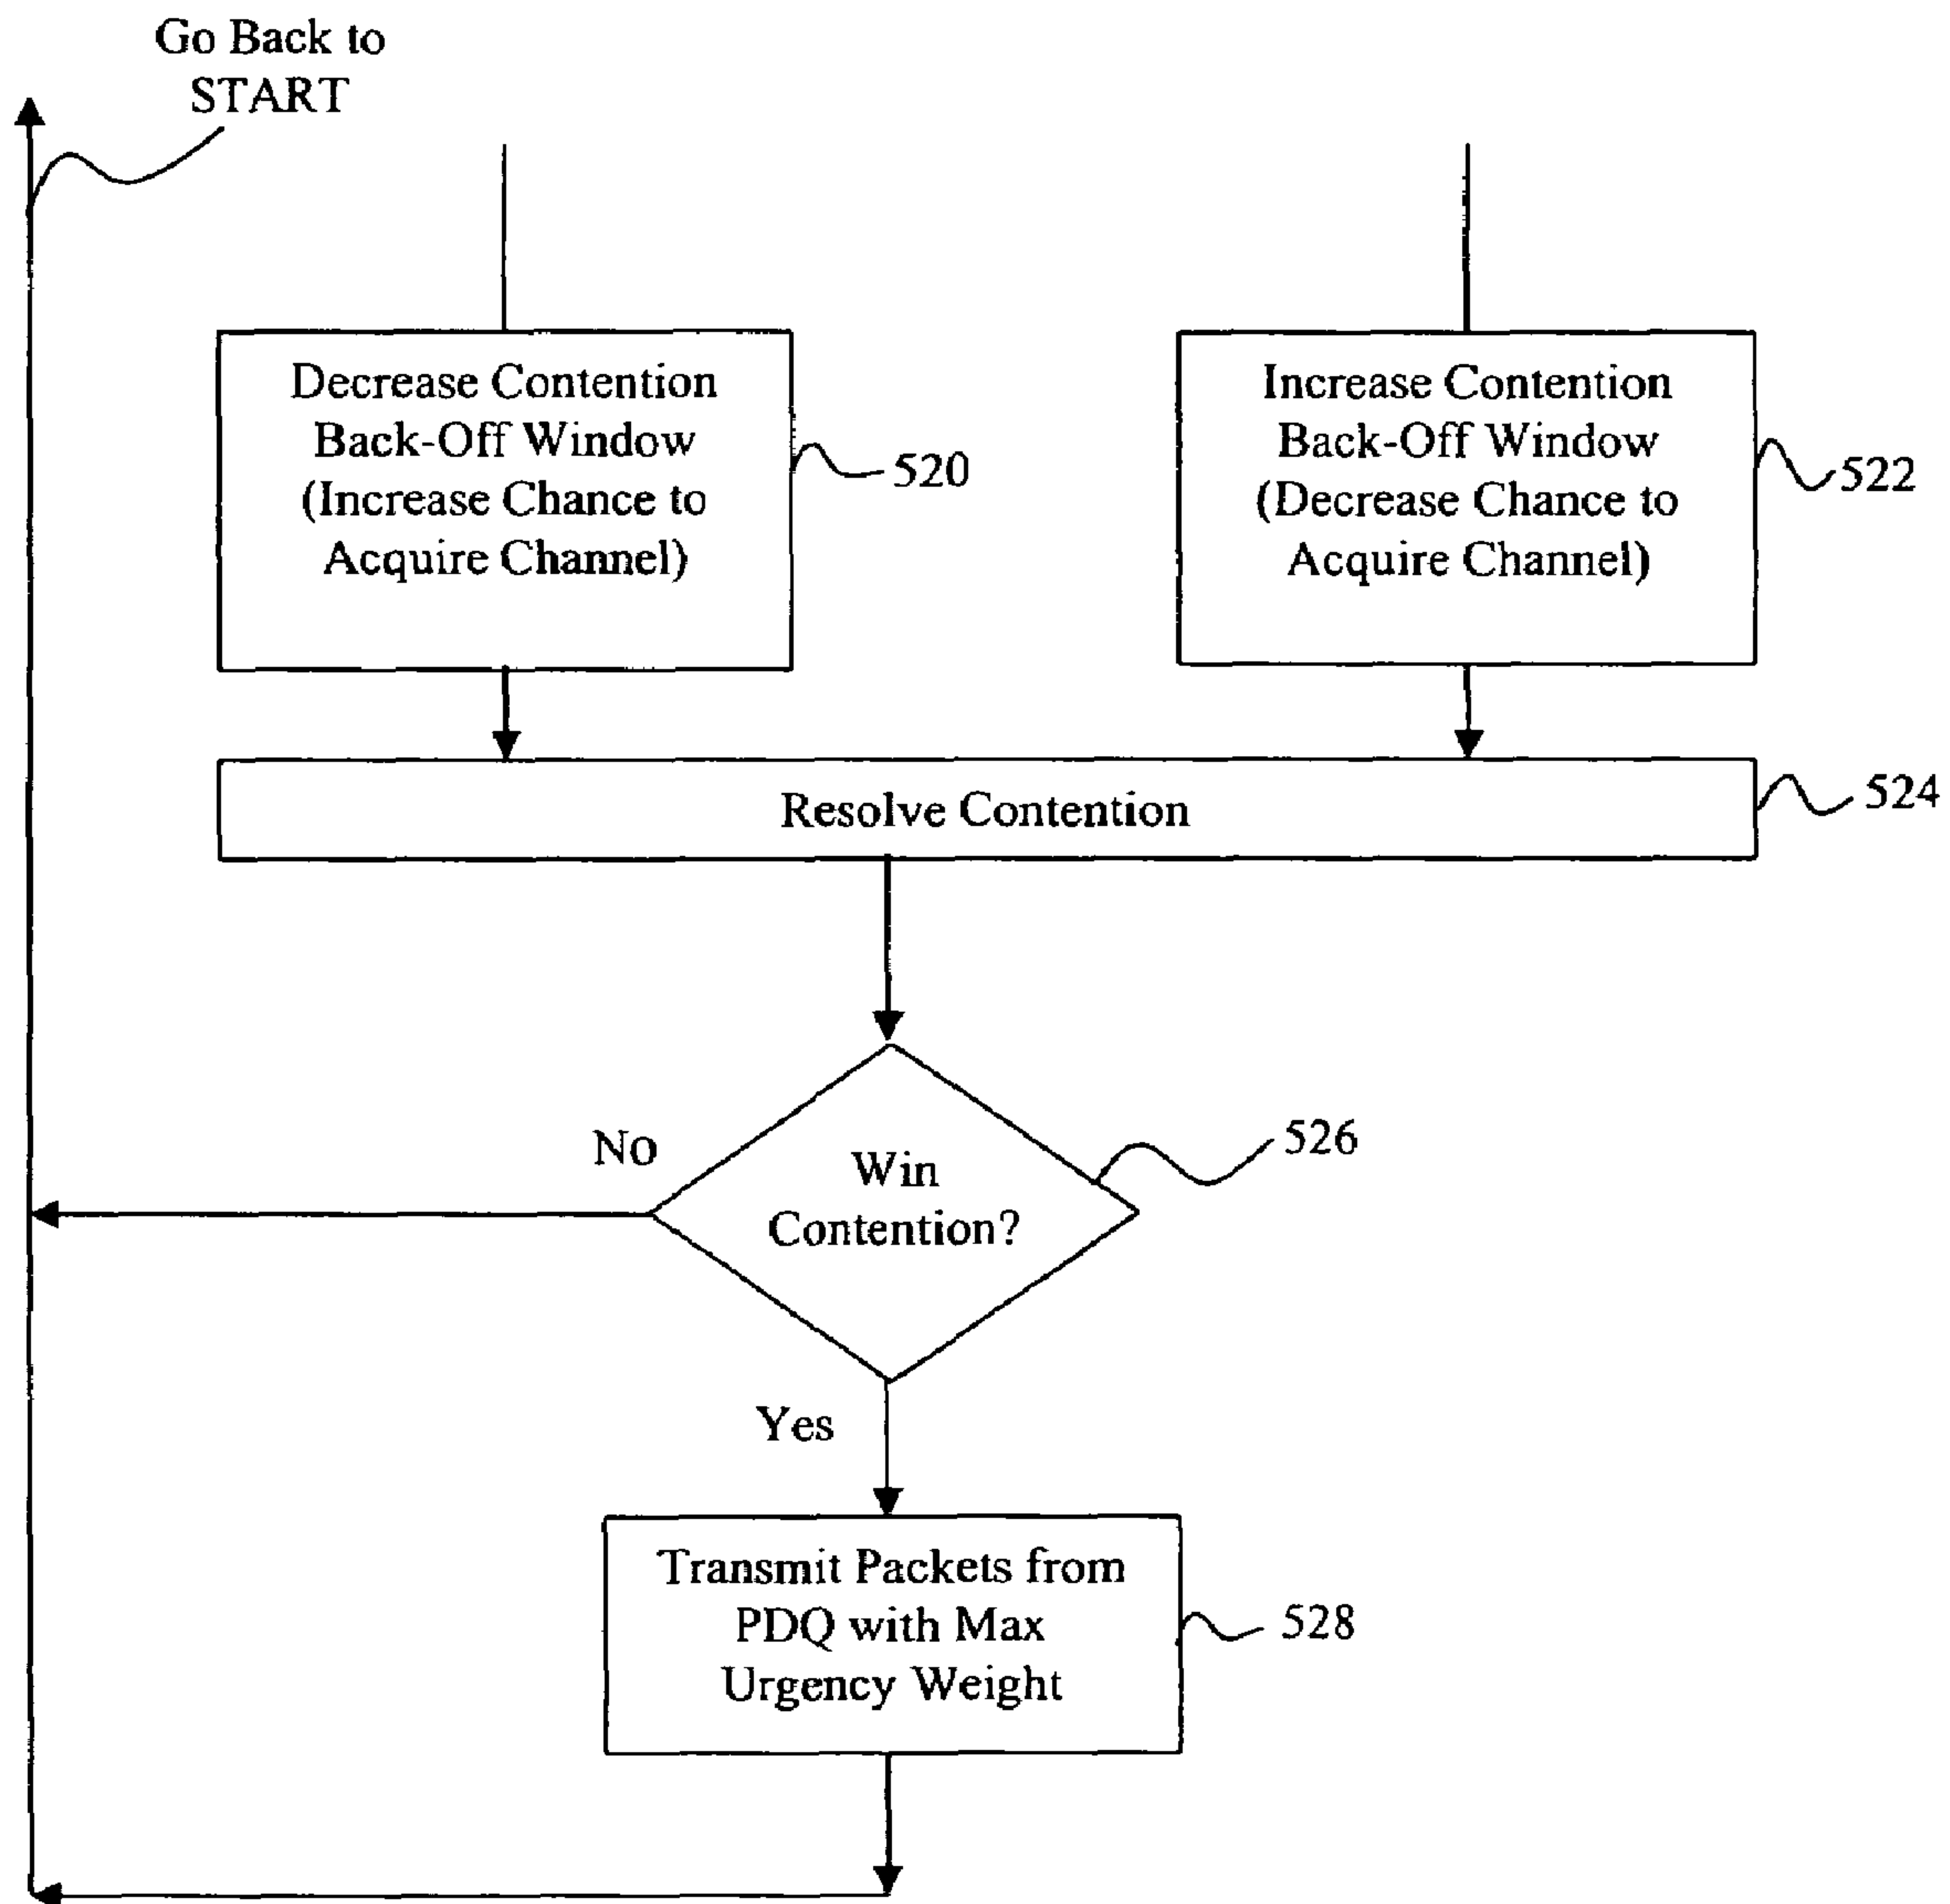 Go Back to
START
Decrease Contention
Back-Off Window
(Increase Chance to
Acquire Channel)
520
Increase Contention
Back-Off Window
(Decrease Chance to
Acquire Channel)
522
Resolve Contention
524
No
Win
Contention?
526
Yes
Transmit Packets from
PDQ with Max
Urgency Weight
528